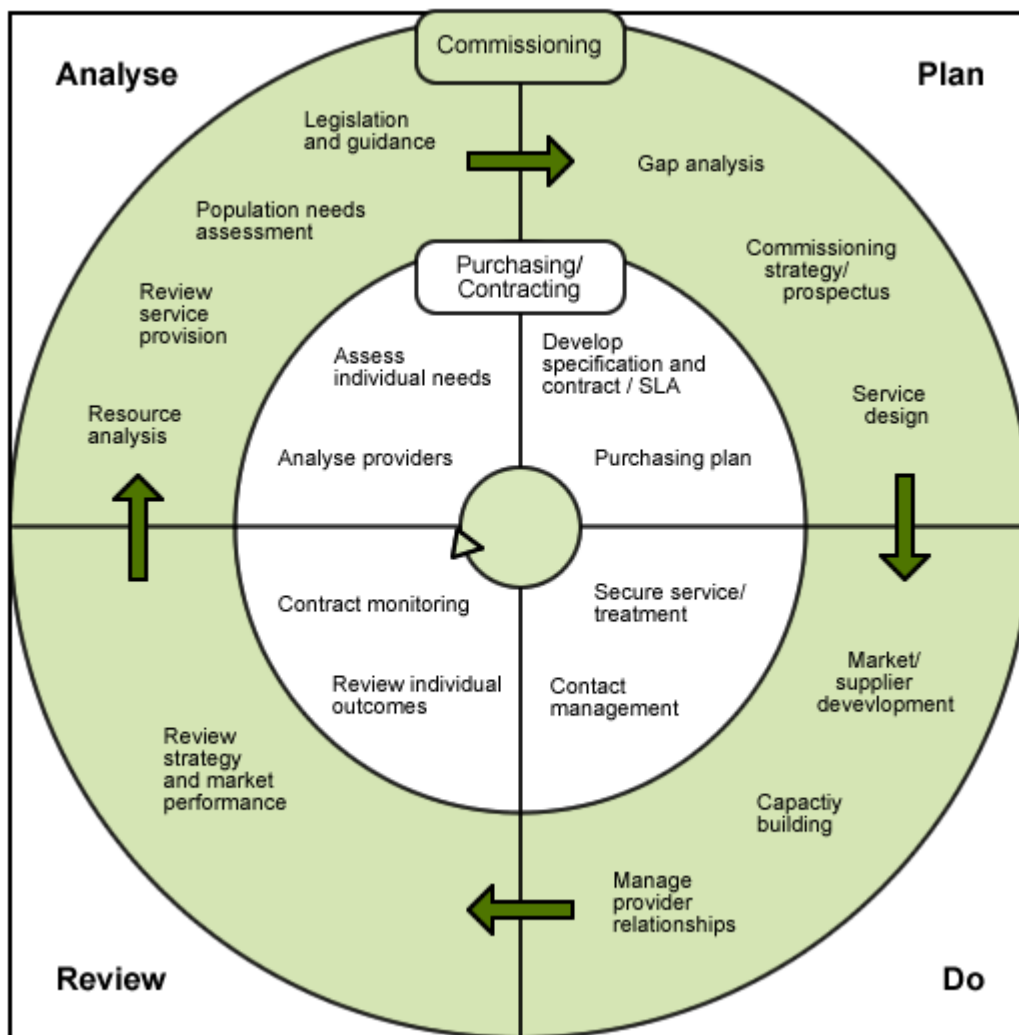 Commissioning
Analyse
Plan
Legislation
and guidance
Gap analysis
Population needs
assessment
Commissioning
strategy/
prospectus
Review
service
provision
Purchasing/
Contracting
Assess
individual needs
Develop
specification and
contract / SLA
Resource
analysis
Service
design
Analyse providers
Purchasing plan
Contract monitoring
Secure service/
treatment
Review individual
outcomes
Contact
management
Market/
supplier
devevlopment
Review
strategy
and market
performance
Capactiy
building
Manage
provider
relationships
Review
Do